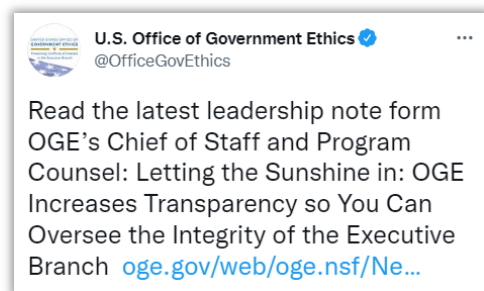 U.S. Office of Government Ethics
@OfficeGovEthics
Read the latest leadership note form
OGE's Chief of Staff and Program
Counsel: Letting the Sunshine in: OGE
Increases Transparency so You Can
Oversee the Integrity of the Executive
Branch oge.gov/web/oge.nsf/Ne...